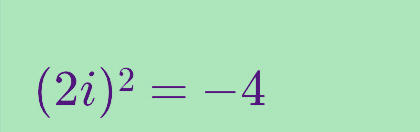 (2i)² = −4